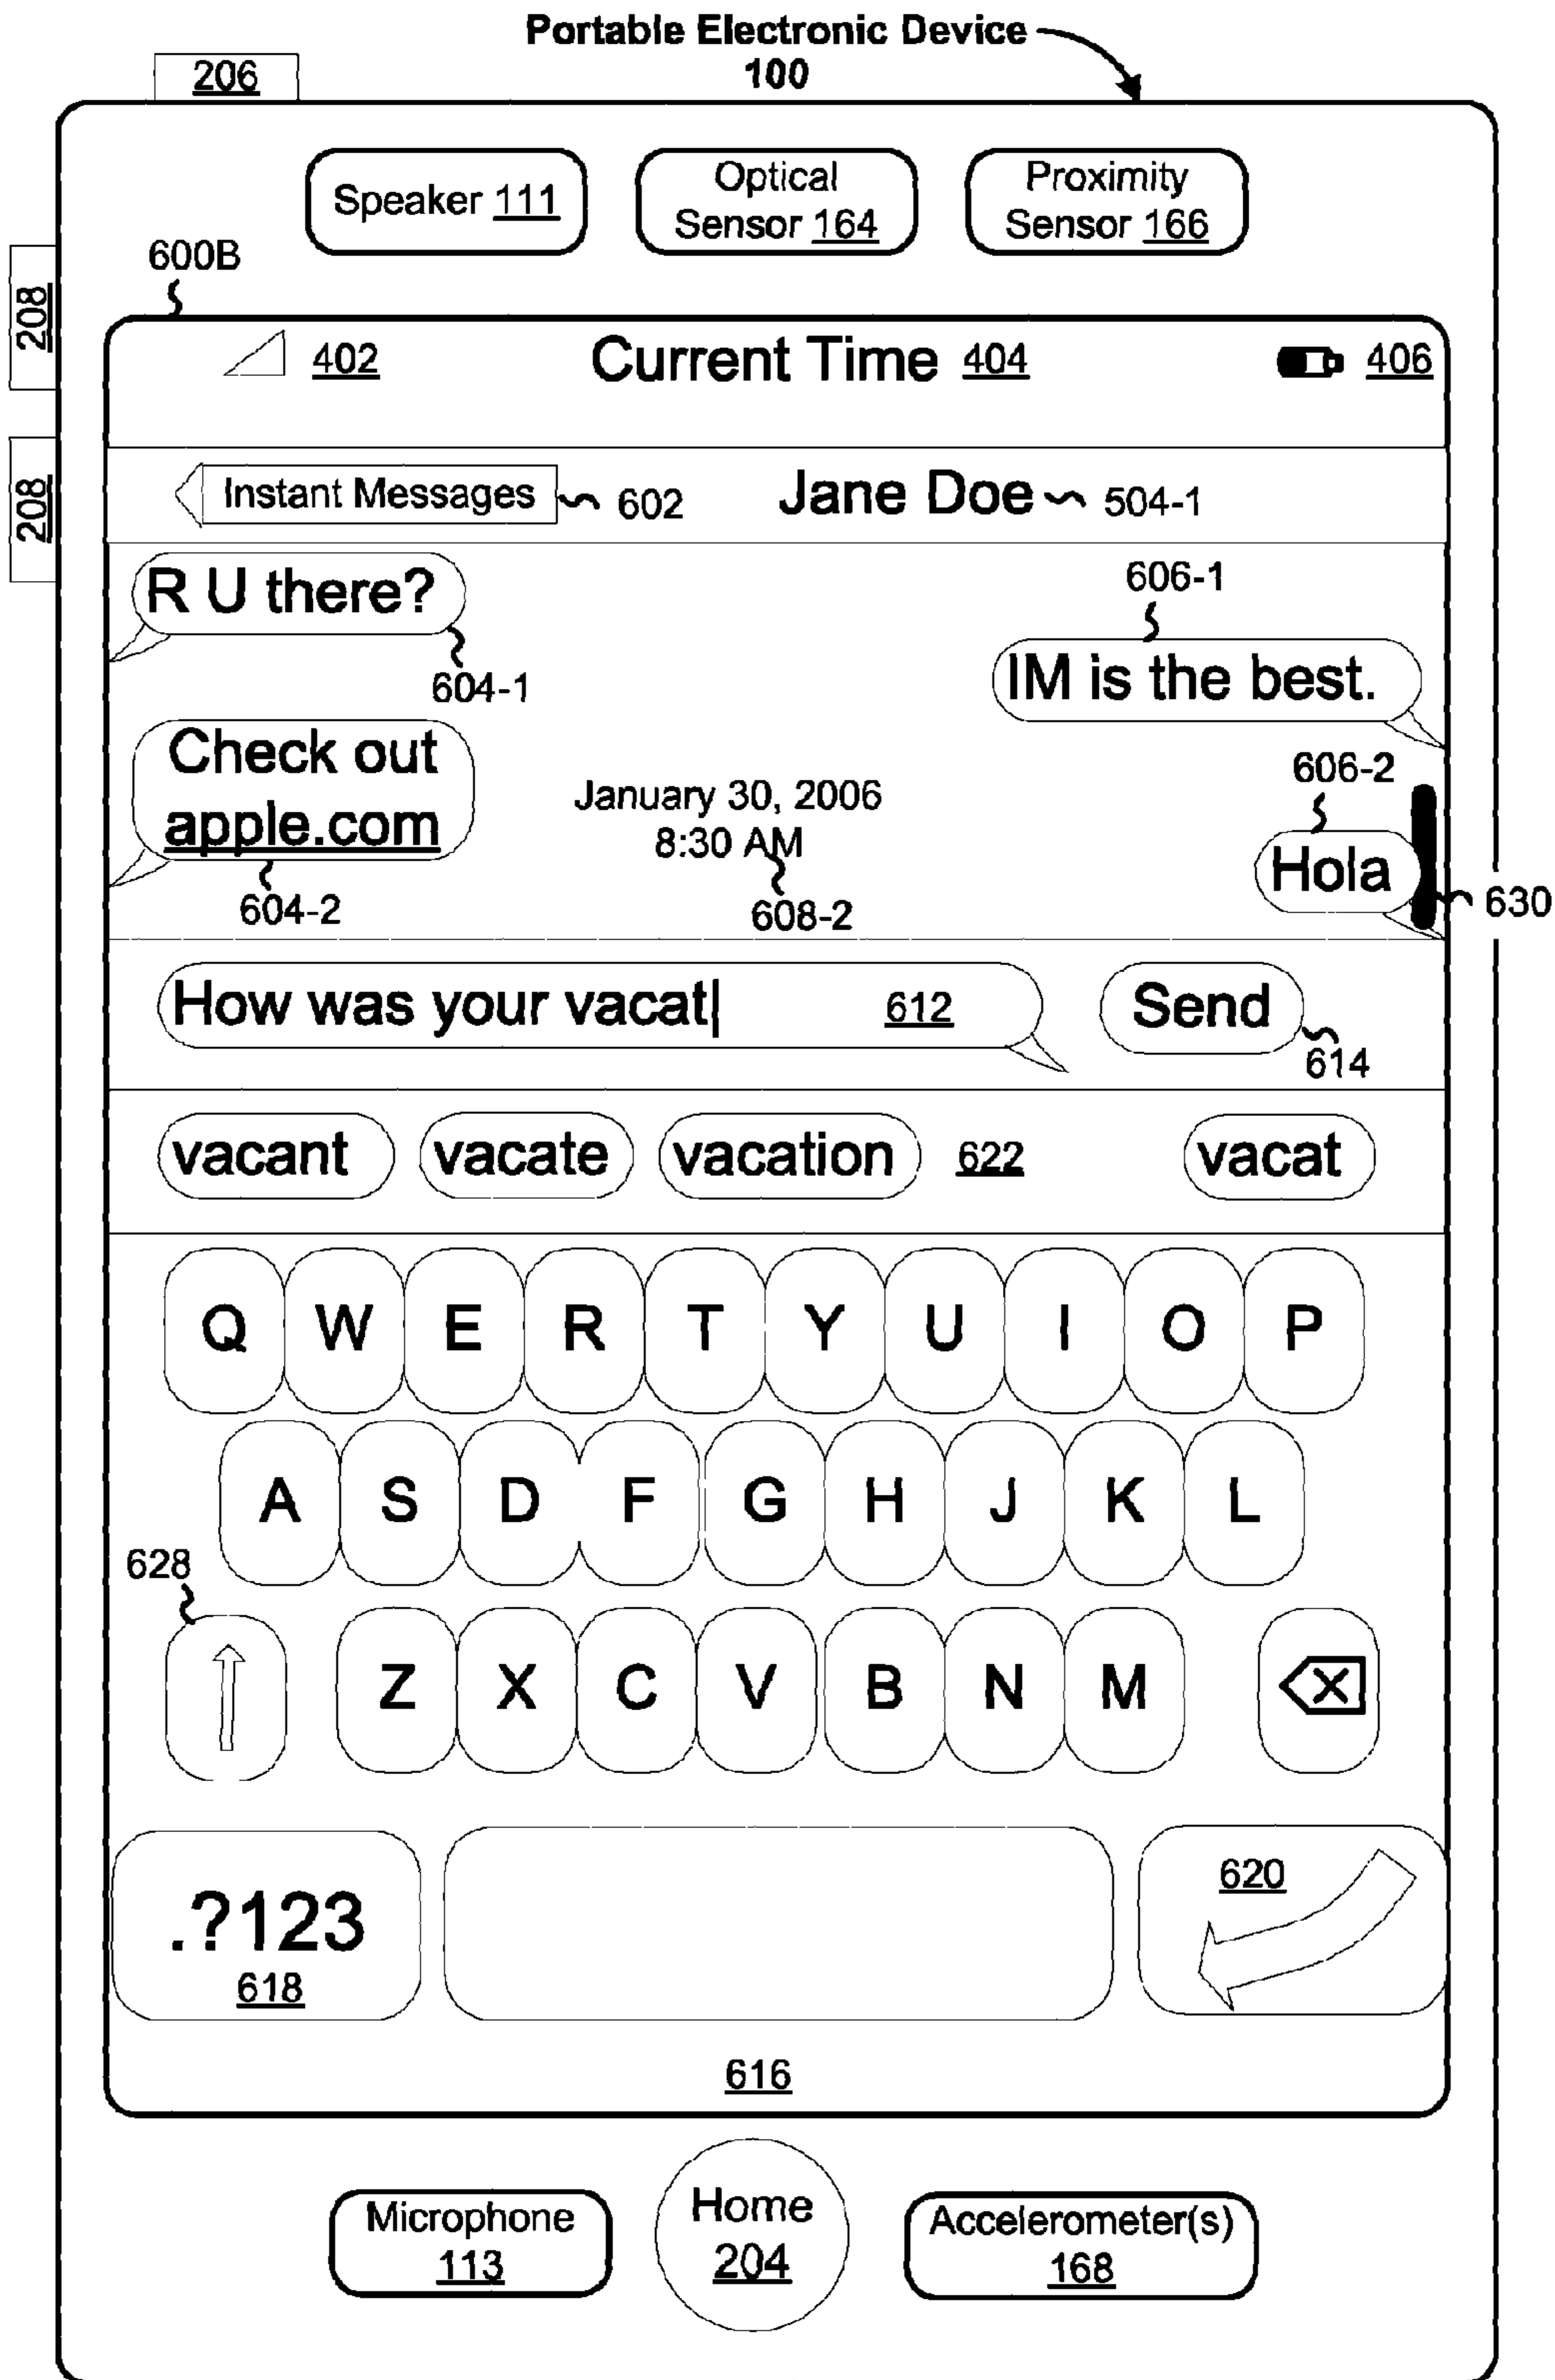 Portable Electronic Device
100
206
Speaker 111
Optical
Sensor 164
Proximity
Sensor 166
208
208
600B
402
Current Time 404
406
Instant Messages
602
Jane Doe
504-1
R U there?
604-1
606-1
IM is the best.
Check out
apple.com
604-2
January 30, 2006
8:30 AM
608-2
606-2
Hola
630
How was your vacat
612
Send
614
vacant vacate vacation 622 vacat
Q W E R T Y U I O P
A S D F G H J K L
628
Z X C V B N M
.?123
618
620
616
Microphone
113
Home
204
Accelerometer(s)
168